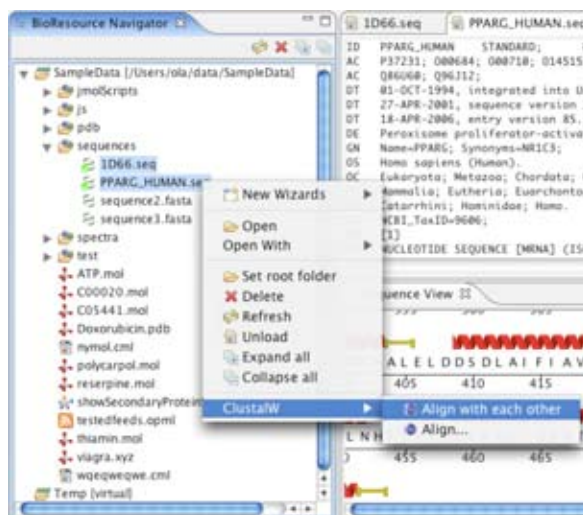 BioResource Navigator
SampleData [/Users/ola/data/SampleData]
jmolScripts
js
pdb
sequences
1D66.seq
PPARG_HUMAN.se
sequence2.fasta
sequence3.fasta
spectra
test
ATP.mol
C00020.mol
C05441.mol
Doxorubicin.pdb
nymol.cml
polycarpol.mol
reserpine.mol
showSecondaryProtein
testedfeeds.opml
thiamin.mol
viagra.xyz
wqeqweqwe.cml
Temp [virtual]
New Wizards
Open
Open With
Set root folder
Delete
Refresh
Unload
Expand all
Collapse all
ClustalW
Align with each other
Align...
1D66.seq
PPARG_HUMAN.sec
ID PPARG_HUMAN STANDARD;
AC P37231; O00684; O00710; O14515
AC Q86U60; Q96J12;
DT 01-OCT-1994, integrated into U
DT 27-APR-2001, sequence version
DT 18-APR-2006, entry version 85.
DE Peroxisome proliferator-activa
GN Name=PPARG; Synonyms=NR1C3;
OS Homo sapiens (Human).
OC Eukaryota; Metazoa; Chordata;
Mammalia; Eutheria; Euarchonto
Catarrhini; Hominidae; Homo.
NCBI_TaxID=9606;
[1]
NUCLEOTIDE SEQUENCE [MRNA] (IS
uence View
A L E L D D S D L A I F I A V
405 410 415
L N H
455 460 465